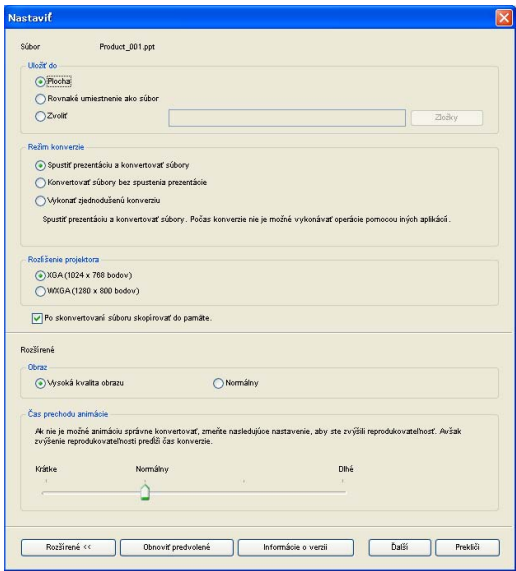 Nastaviť
Súbor Product_001.ppt
Uložiť do
Plocha
Rovnaké umiestnenie ako súbor
Zvoliť Zložky
Režim konverzie
Spustiť prezentáciu a konvertovať súbory
Konvertovať súbory bez spustenia prezentácie
Vykonať zjednodušenú konverziu
Spustiť prezentáciu a konvertovať súbory. Počas konverzie nie je možné vykonávať operácie pomocou iných aplikácií.
Rozlíšenie projektora
XGA (1024 x 768 bodov)
WXGA (1280 x 800 bodov)
Po skonvertovaní súboru skopírovať do pamäte.
Rozšírené
Obraz
Vysoká kvalita obrazu Normálny
Čas prechodu animácie
Ak nie je možné animáciu správne konvertovať, zmeňte nasledujúce nastavenie, aby ste zvýšili reprodukovateľnosť. Avšak
zvýšenie reprodukovateľnosti predĺži čas konverzie.
Krátke Normálny Dlhé
Rozšírené << Obnoviť predvolené Informácie o verzii Ďalší Prekliči